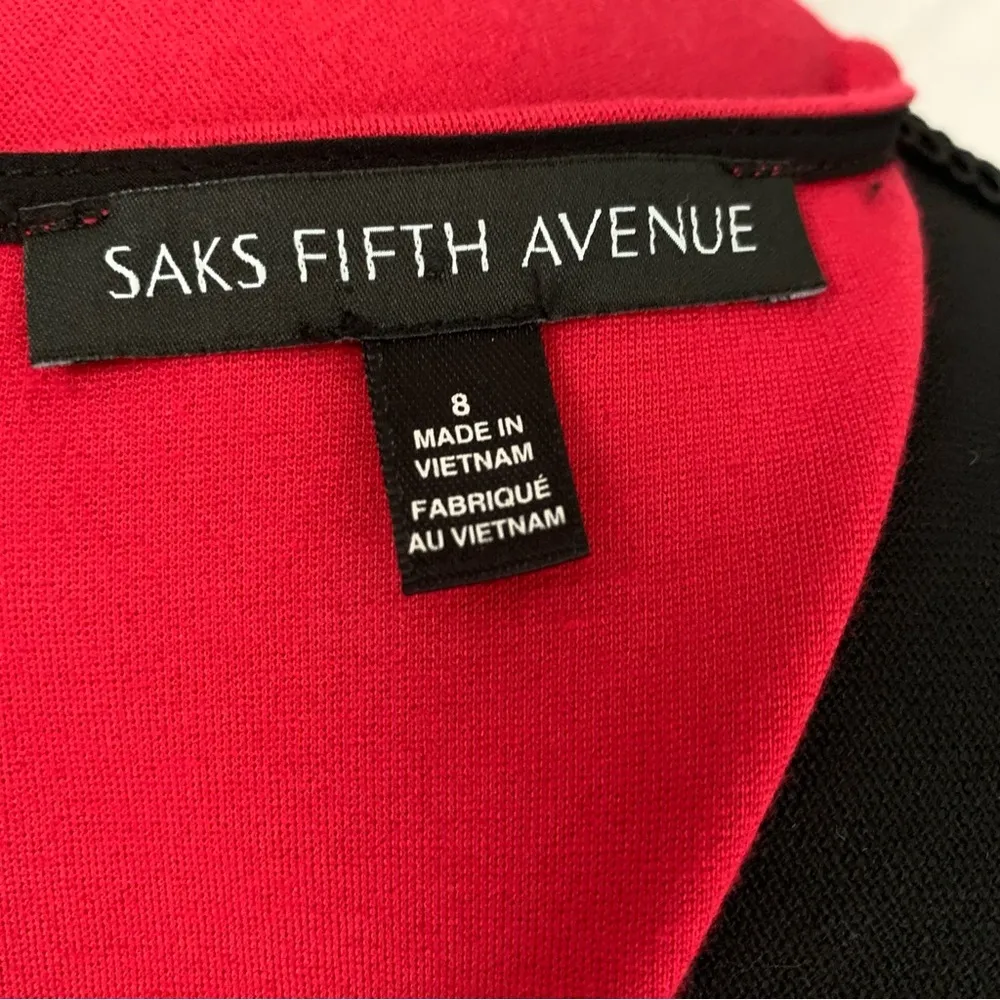 SAKS FIFTH AVENUE
8
MADE IN
VIETNAM
FABRIQUÉ
AU VIETNAM